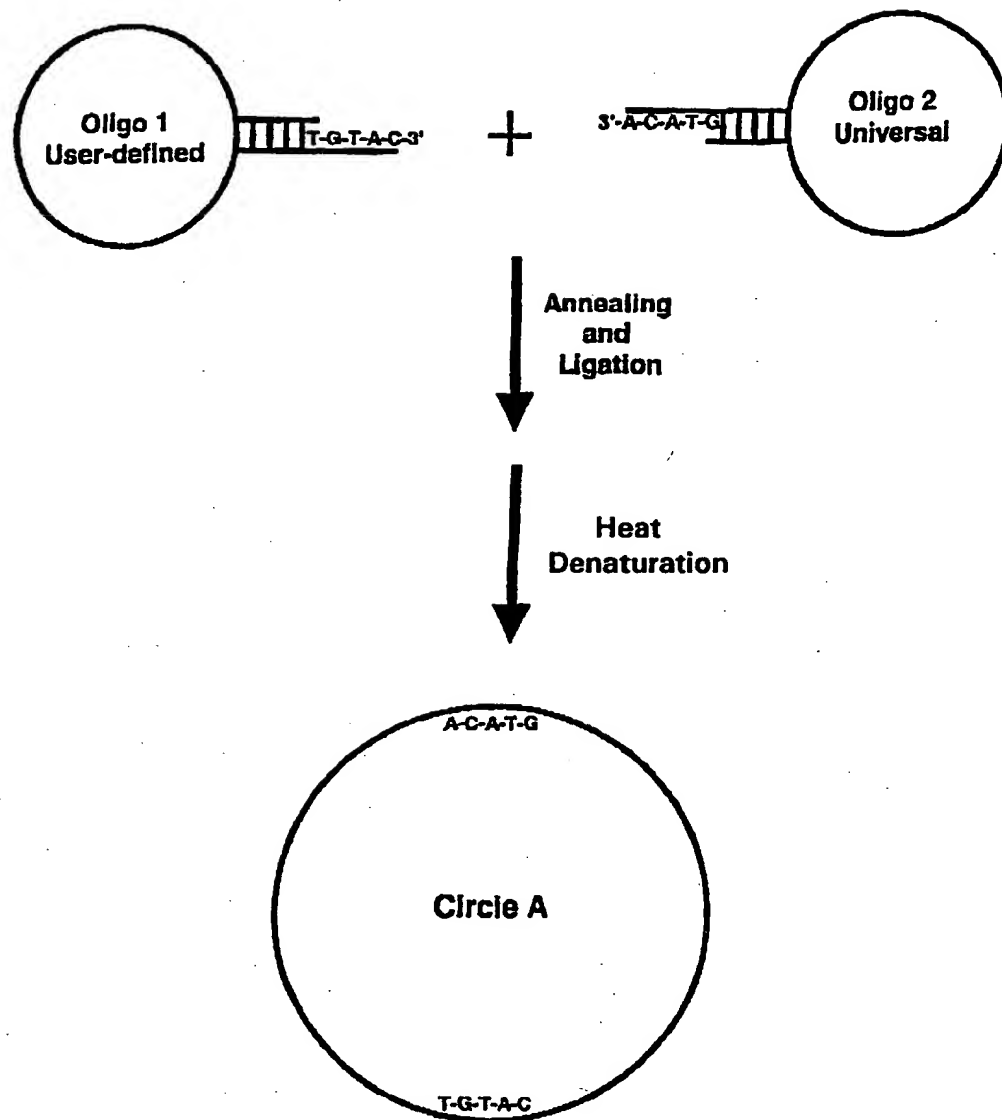 Oligo 1
User-defined
T-G-T-A-C-3'
+
3'-A-C-A-T-G
Oligo 2
Universal
Annealing
and
Ligation
Heat
Denaturation
A-C-A-T-G
Circle A
T-G-T-A-C